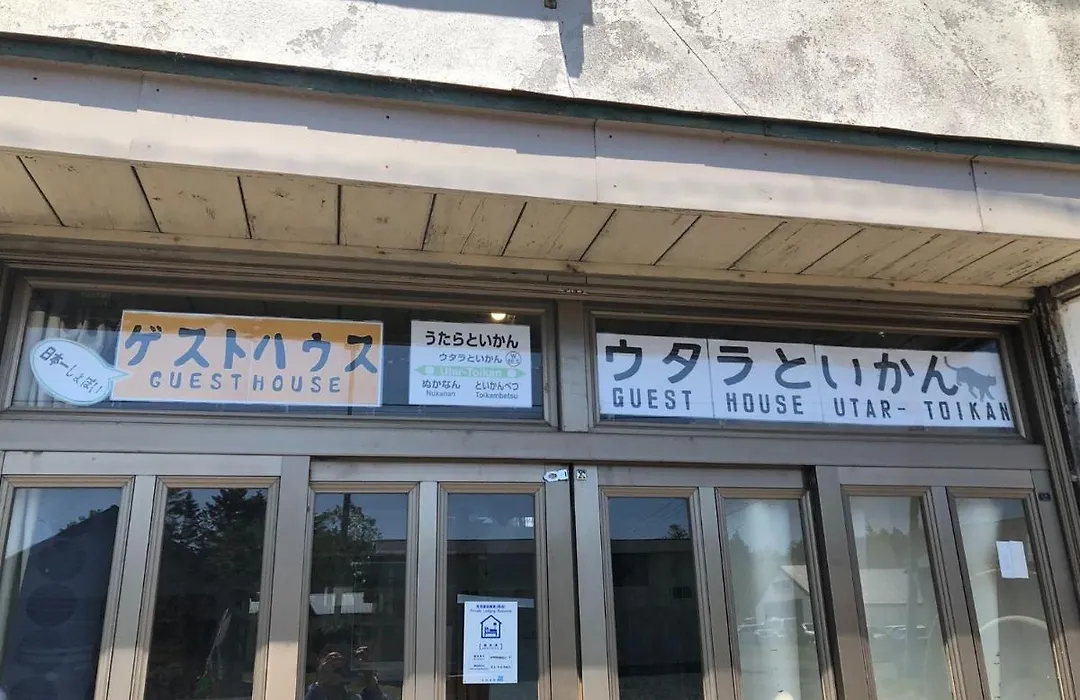 日本一しょぼい
ゲストハウス
GUEST HOUSE
うたらといかん
ウタラといかん
Utar-Toikan
ぬかなん といかんべつ
Nukanan Toikambetsu
ウタラといかん
GUEST HOUSE UTAR- TOIKAN